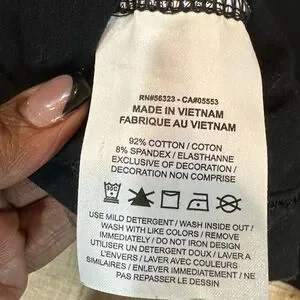 RN#56323 - CA#05553
MADE IN VIETNAM
FABRIQUE AU VIETNAM
92% COTTON / COTON
8% SPANDEX / ELASTHANNE
EXCLUSIVE OF DECORATION /
DECORATION NON COMPRISE
USE MILD DETERGENT / WASH INSIDE OUT /
WASH WITH LIKE COLORS / REMOVE
IMMEDIATELY / DO NOT IRON DESIGN
UTILISER UN DETERGENT DOUX / LAVER A
L'ENVERS / LAVER AVEC COULEURS
SIMILAIRES / ENLEVER IMMEDIATEMENT / NE
PAS REPASSER LE DESSIN